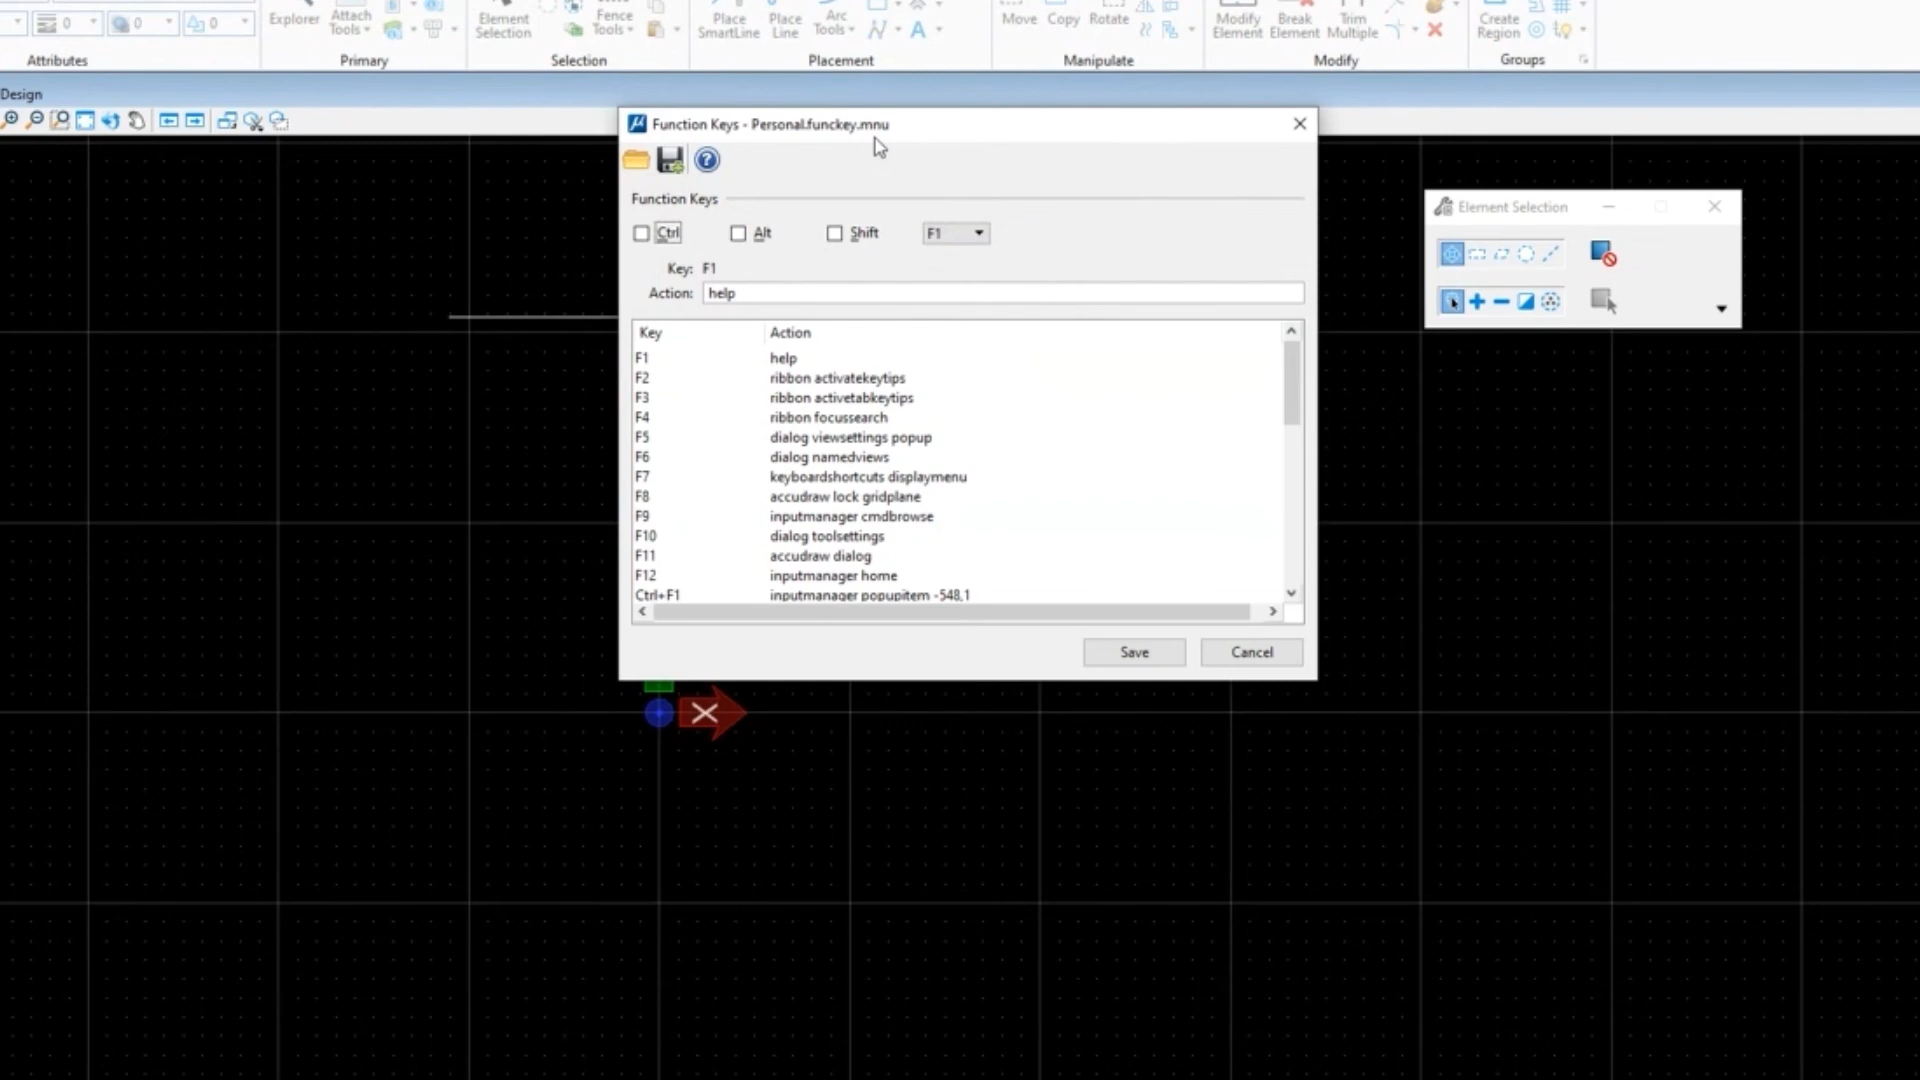 0 0 0
Explorer
Attach
Tools
Element
Selection
Fence
Tools
Place
SmartLine
Place
Line
Arc
Tools
Move
Copy
Rotate
Modify
Element
Break
Element
Trim
Multiple
Create
Region
Attributes
Primary
Selection
Placement
Manipulate
Modify
Groups
Design
Function Keys - Personal.funckey.mnu
Function Keys
Ctrl Alt Shift F1
Key: F1
Action: help
Key Action
F1 help
F2 ribbon activatekeytips
F3 ribbon activetabkeytips
F4 ribbon focussearch
F5 dialog viewsettings popup
F6 dialog namedviews
F7 keyboardshortcuts displaymenu
F8 accudraw lock gridplane
F9 inputmanager cmdbrowse
F10 dialog toolsettings
F11 accudraw dialog
F12 inputmanager home
Ctrl+F1 inputmanager popupitem -548,1
Save Cancel
Element Selection
X